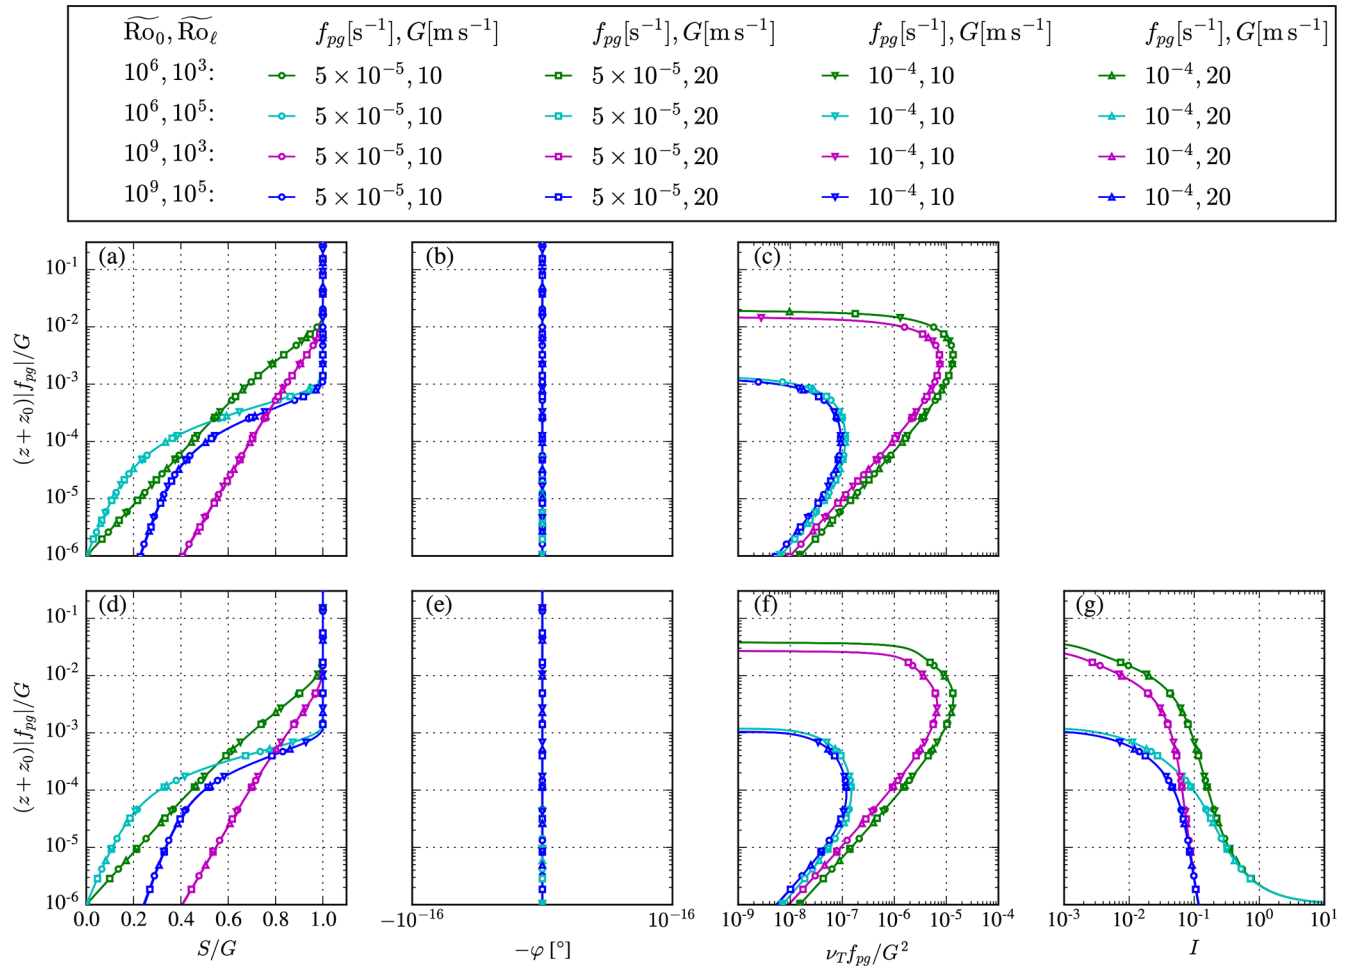 R̃o₀, R̃oℓ f_pg[s⁻¹], G[m s⁻¹] f_pg[s⁻¹], G[m s⁻¹] f_pg[s⁻¹], G[m s⁻¹] f_pg[s⁻¹], G[m s⁻¹]
10⁶, 10³: 5 × 10⁻⁵, 10 5 × 10⁻⁵, 20 10⁻⁴, 10 10⁻⁴, 20
10⁶, 10⁵: 5 × 10⁻⁵, 10 5 × 10⁻⁵, 20 10⁻⁴, 10 10⁻⁴, 20
10⁹, 10³: 5 × 10⁻⁵, 10 5 × 10⁻⁵, 20 10⁻⁴, 10 10⁻⁴, 20
10⁹, 10⁵: 5 × 10⁻⁵, 10 5 × 10⁻⁵, 20 10⁻⁴, 10 10⁻⁴, 20
(a) (b) (c)
10⁻¹
10⁻²
10⁻³
10⁻⁴
10⁻⁵
10⁻⁶
(z + z₀)|f_pg|/G
(d) (e) (f) (g)
10⁻¹
10⁻²
10⁻³
10⁻⁴
10⁻⁵
10⁻⁶
(z + z₀)|f_pg|/G
0.0 0.2 0.4 0.6 0.8 1.0 −10⁻¹⁶ 10⁻¹⁶ 10⁻⁹ 10⁻⁸ 10⁻⁷ 10⁻⁶ 10⁻⁵ 10⁻⁴ 10⁻³ 10⁻² 10⁻¹ 10⁰ 10¹
S/G −φ [°] ν_T f_pg/G² I